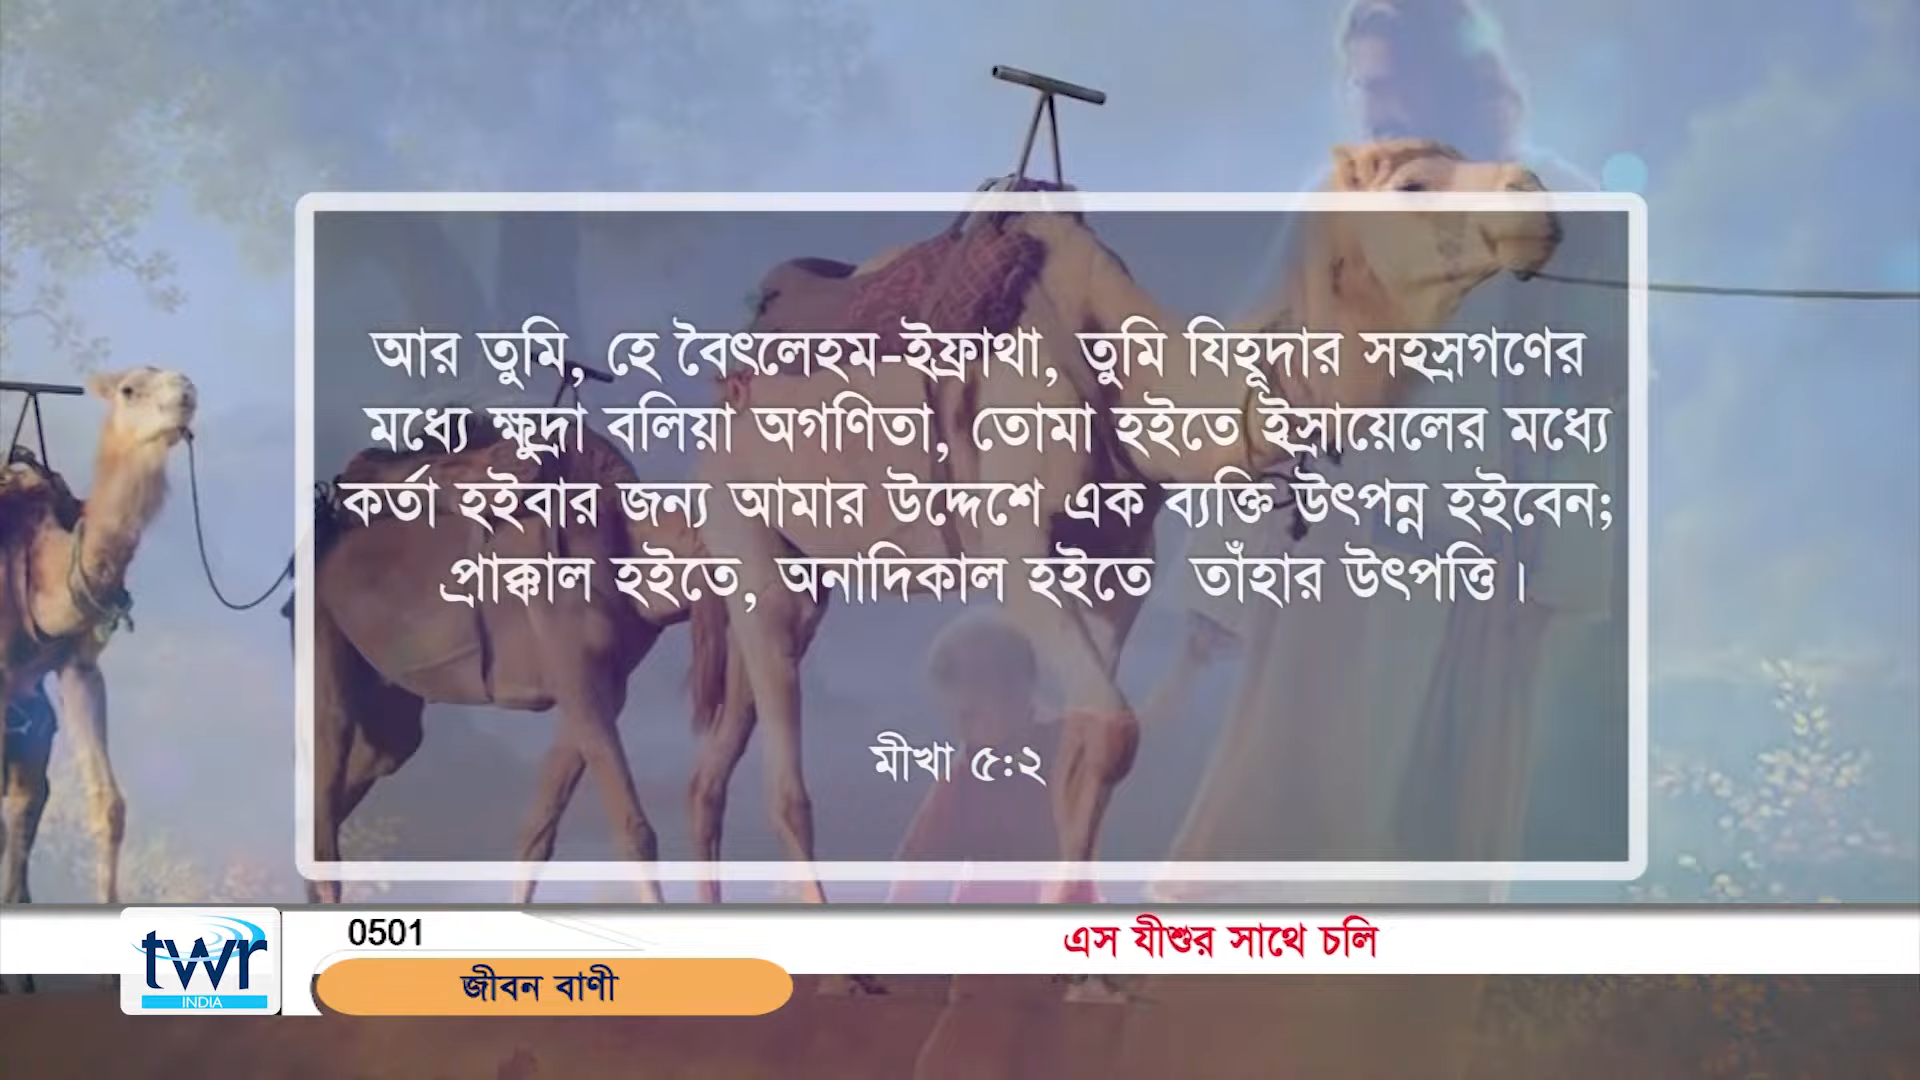 আর তুমি, হে বৈৎলেহম-ইফ্রাথা, তুমি যিহূদার সহস্রগণের
মধ্যে ক্ষুদ্রা বলিয়া অগণিতা, তোমা হইতে ইস্রায়েলের মধ্যে
কর্তা হইবার জন্য আমার উদ্দেশে এক ব্যক্তি উৎপন্ন হইবেন;
প্রাক্কাল হইতে, অনাদিকাল হইতে তাঁহার উৎপত্তি।
মীখা ৫:২
twr
INDIA
0501
জীবন বাণী
এস যীশুর সাথে চলি